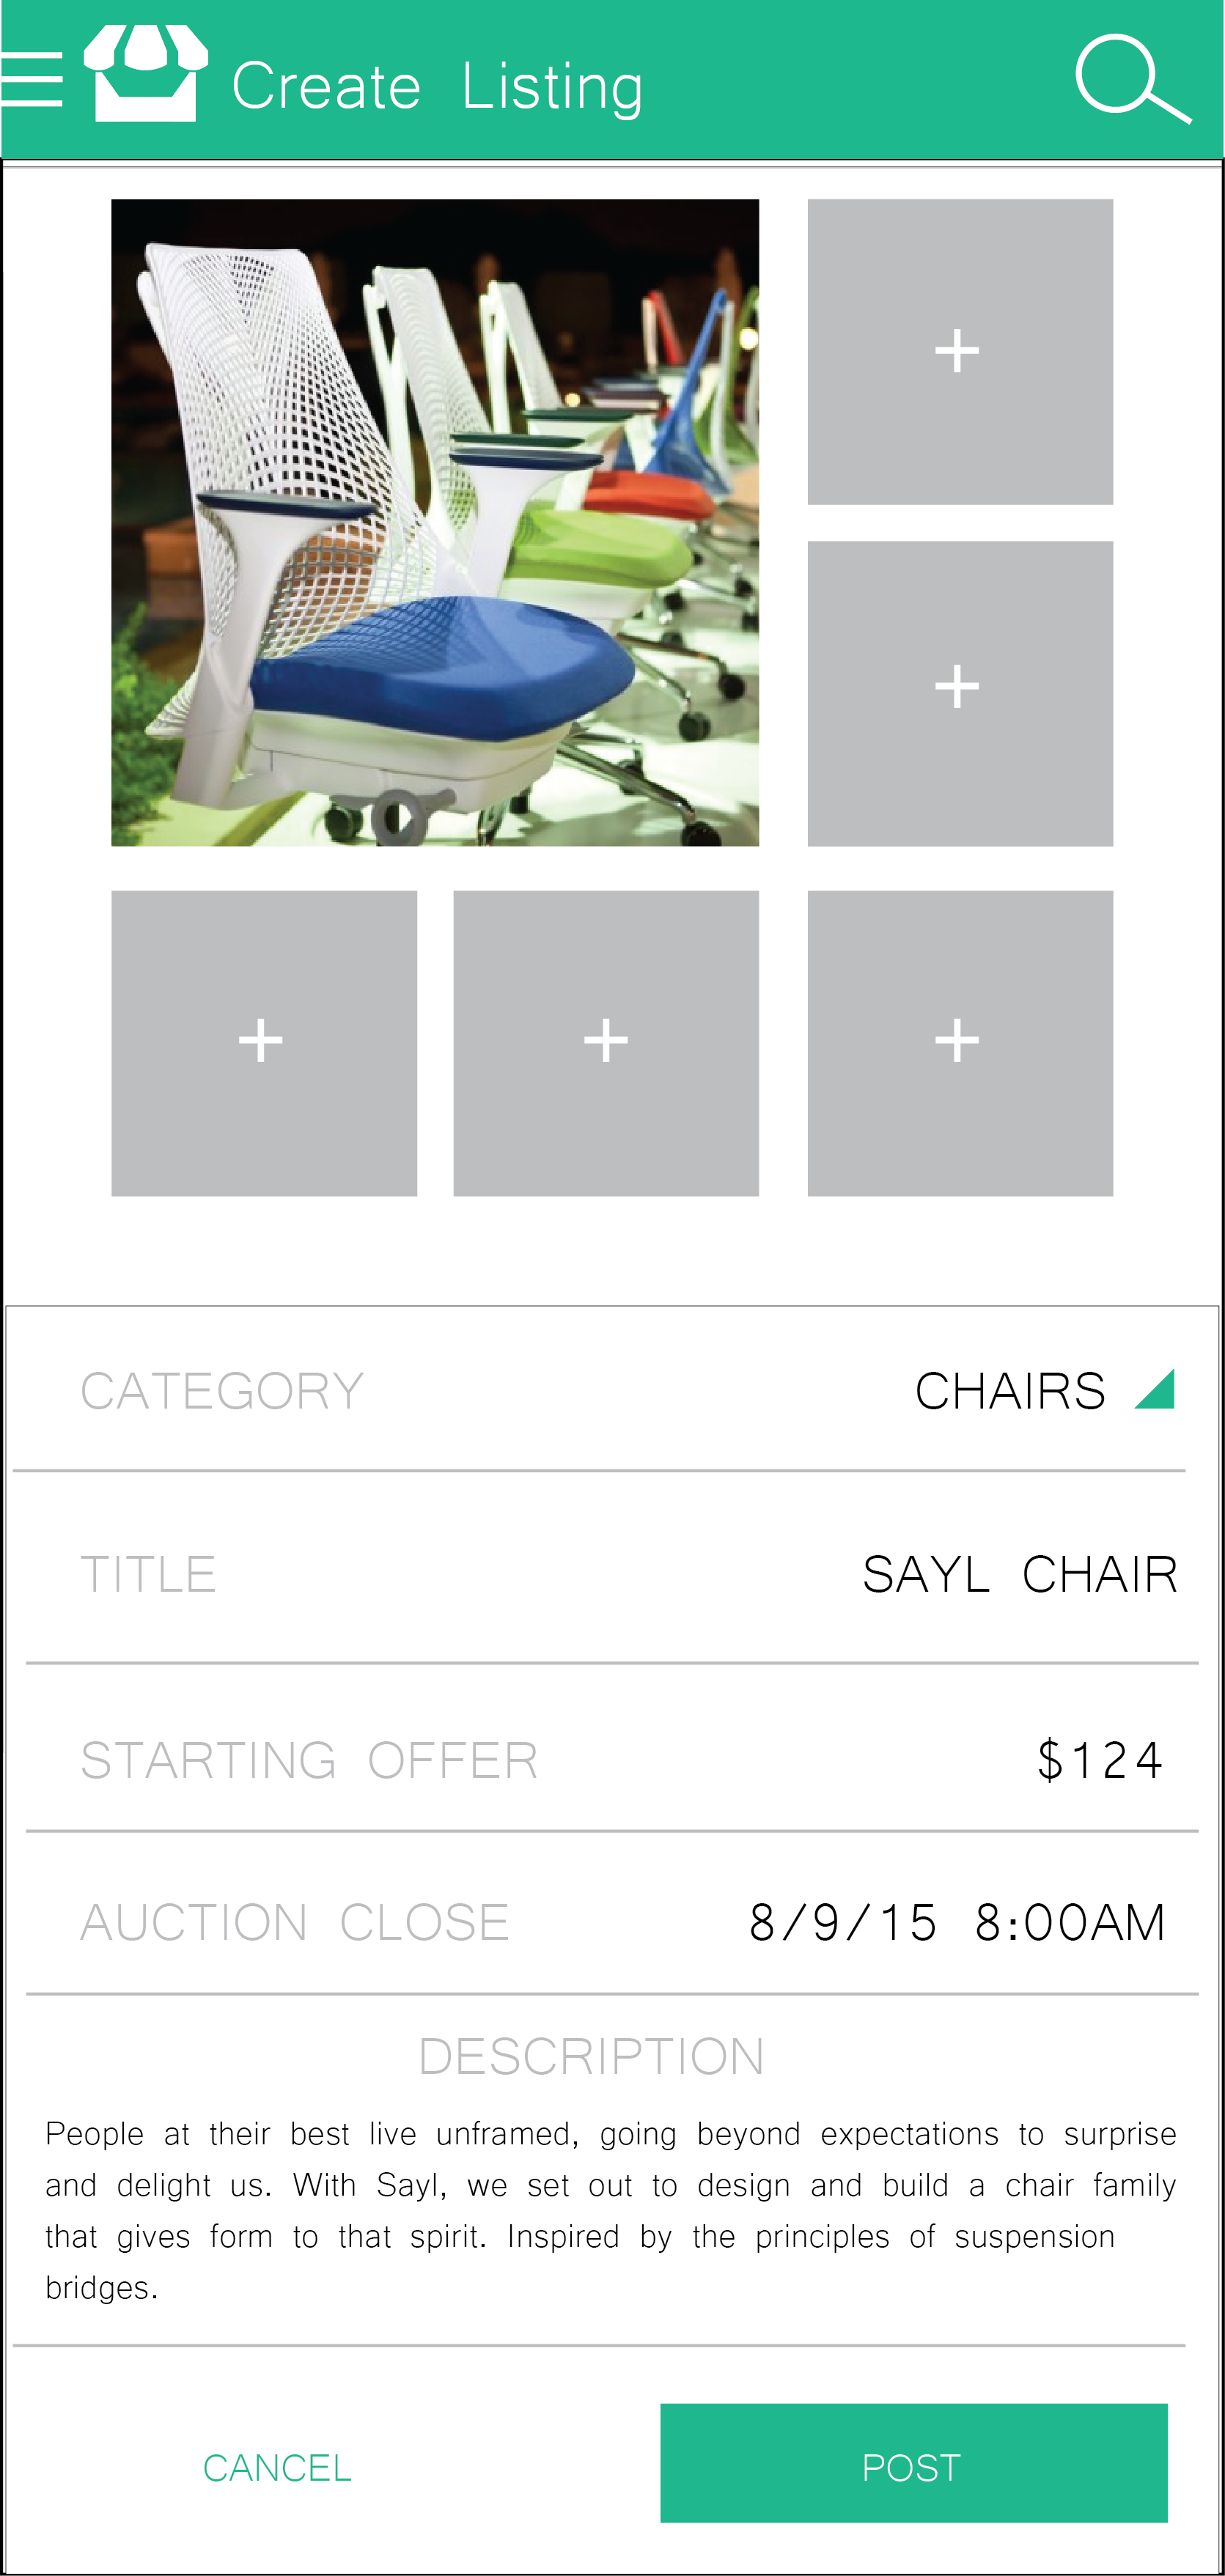 Create Listing
+
+
+
+
+
CATEGORY CHAIRS
TITLE SAYL CHAIR
STARTING OFFER $124
AUCTION CLOSE 8/9/15 8:00AM
DESCRIPTION
People at their best live unframed, going beyond expectations to surprise
and delight us. With Sayl, we set out to design and build a chair family
that gives form to that spirit. Inspired by the principles of suspension
bridges.
CANCEL POST